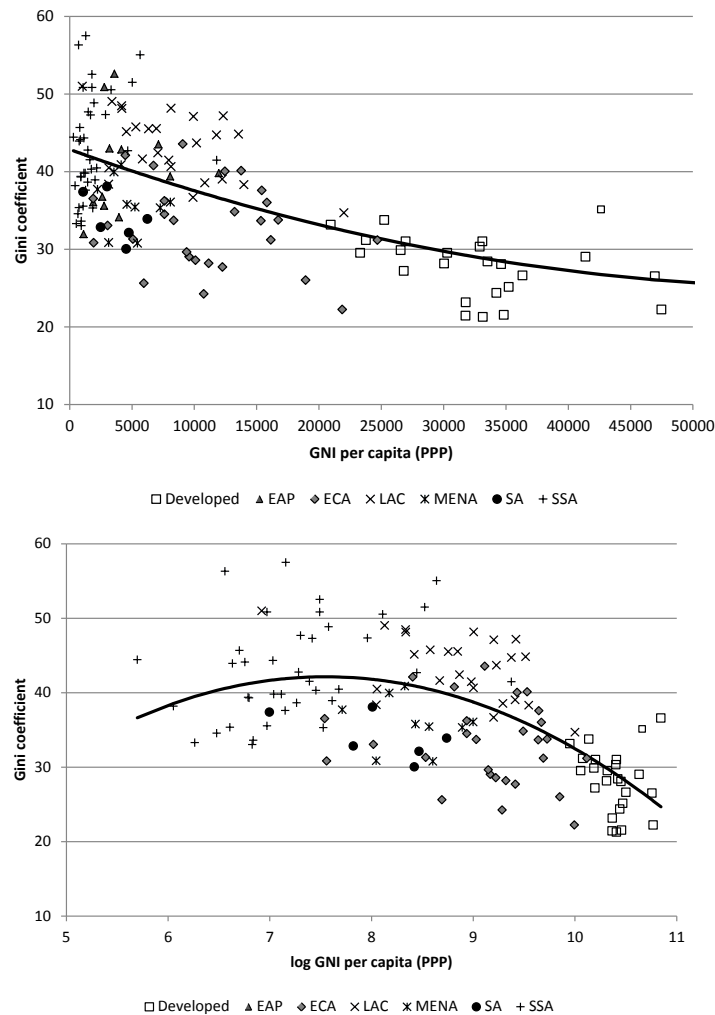 60
50
40
30
20
10
Gini coefficient
0 5000 10000 15000 20000 25000 30000 35000 40000 45000 50000
GNI per capita (PPP)
Developed EAP ECA LAC MENA SA SSA
60
50
40
30
20
10
Gini coefficient
5 6 7 8 9 10 11
log GNI per capita (PPP)
Developed EAP ECA LAC MENA SA SSA